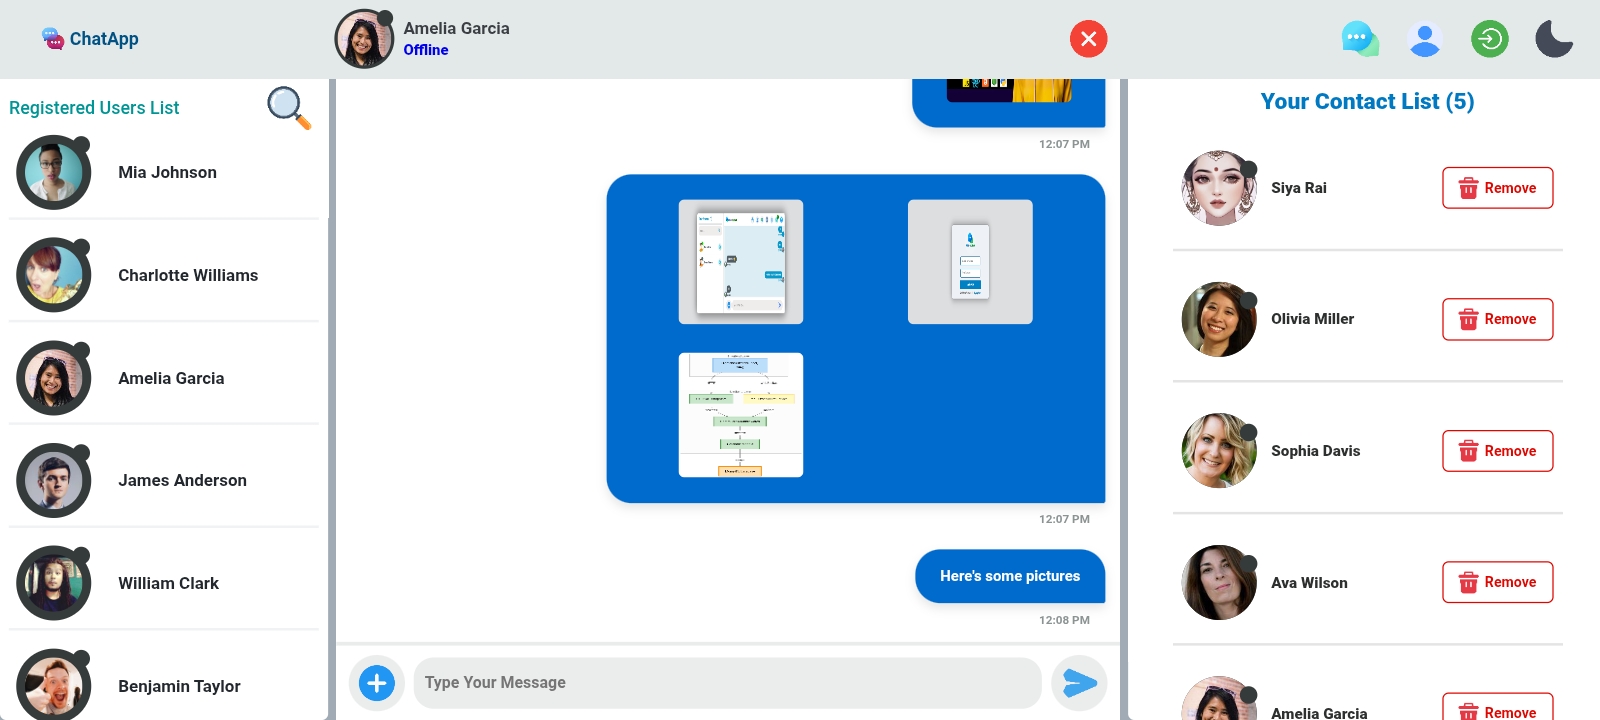 ChatApp
Amelia Garcia
Offline
Registered Users List
Mia Johnson
Charlotte Williams
Amelia Garcia
James Anderson
William Clark
Benjamin Taylor
12:07 PM
12:07 PM
Here's some pictures
12:08 PM
Type Your Message
Your Contact List (5)
Siya Rai
Remove
Olivia Miller
Remove
Sophia Davis
Remove
Ava Wilson
Remove
Amelia Garcia
Remove